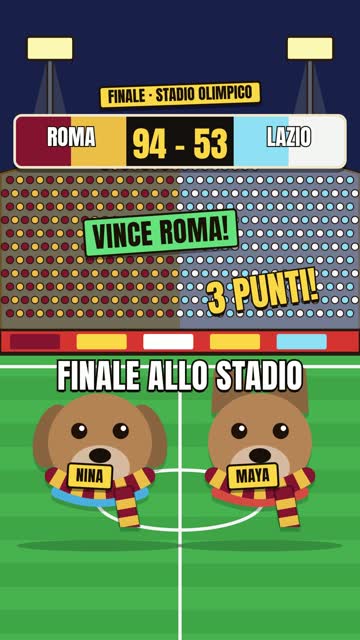 FINALE · STADIO OLIMPICO
ROMA
94 - 53
LAZIO
VINCE ROMA!
3 PUNTI!
FINALE ALLO STADIO
NINA
MAYA